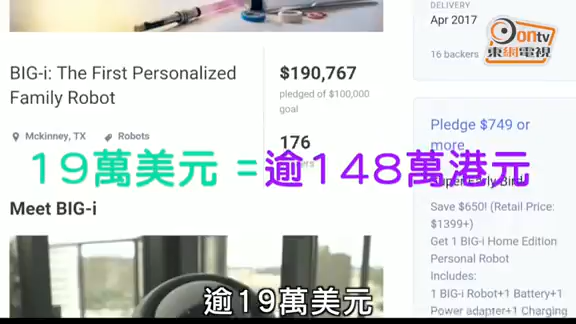 DELIVERY
Apr 2017
16 backers
ontv
東網電視
BIG-i: The First Personalized
Family Robot
Mckinney, TX
Robots
$190,767
pledged of $100,000
goal
176
Pledge $749 or
more
19萬美元 =逾148萬港元
Super Early Bird
Save $650! (Retail Price:
$1399+)
Get 1 BIG-i Home Edition
Personal Robot
Includes:
1 BIG-i Robot+1 Battery+1
Power adapter+1 Charging
Meet BIG-i
逾19萬美元